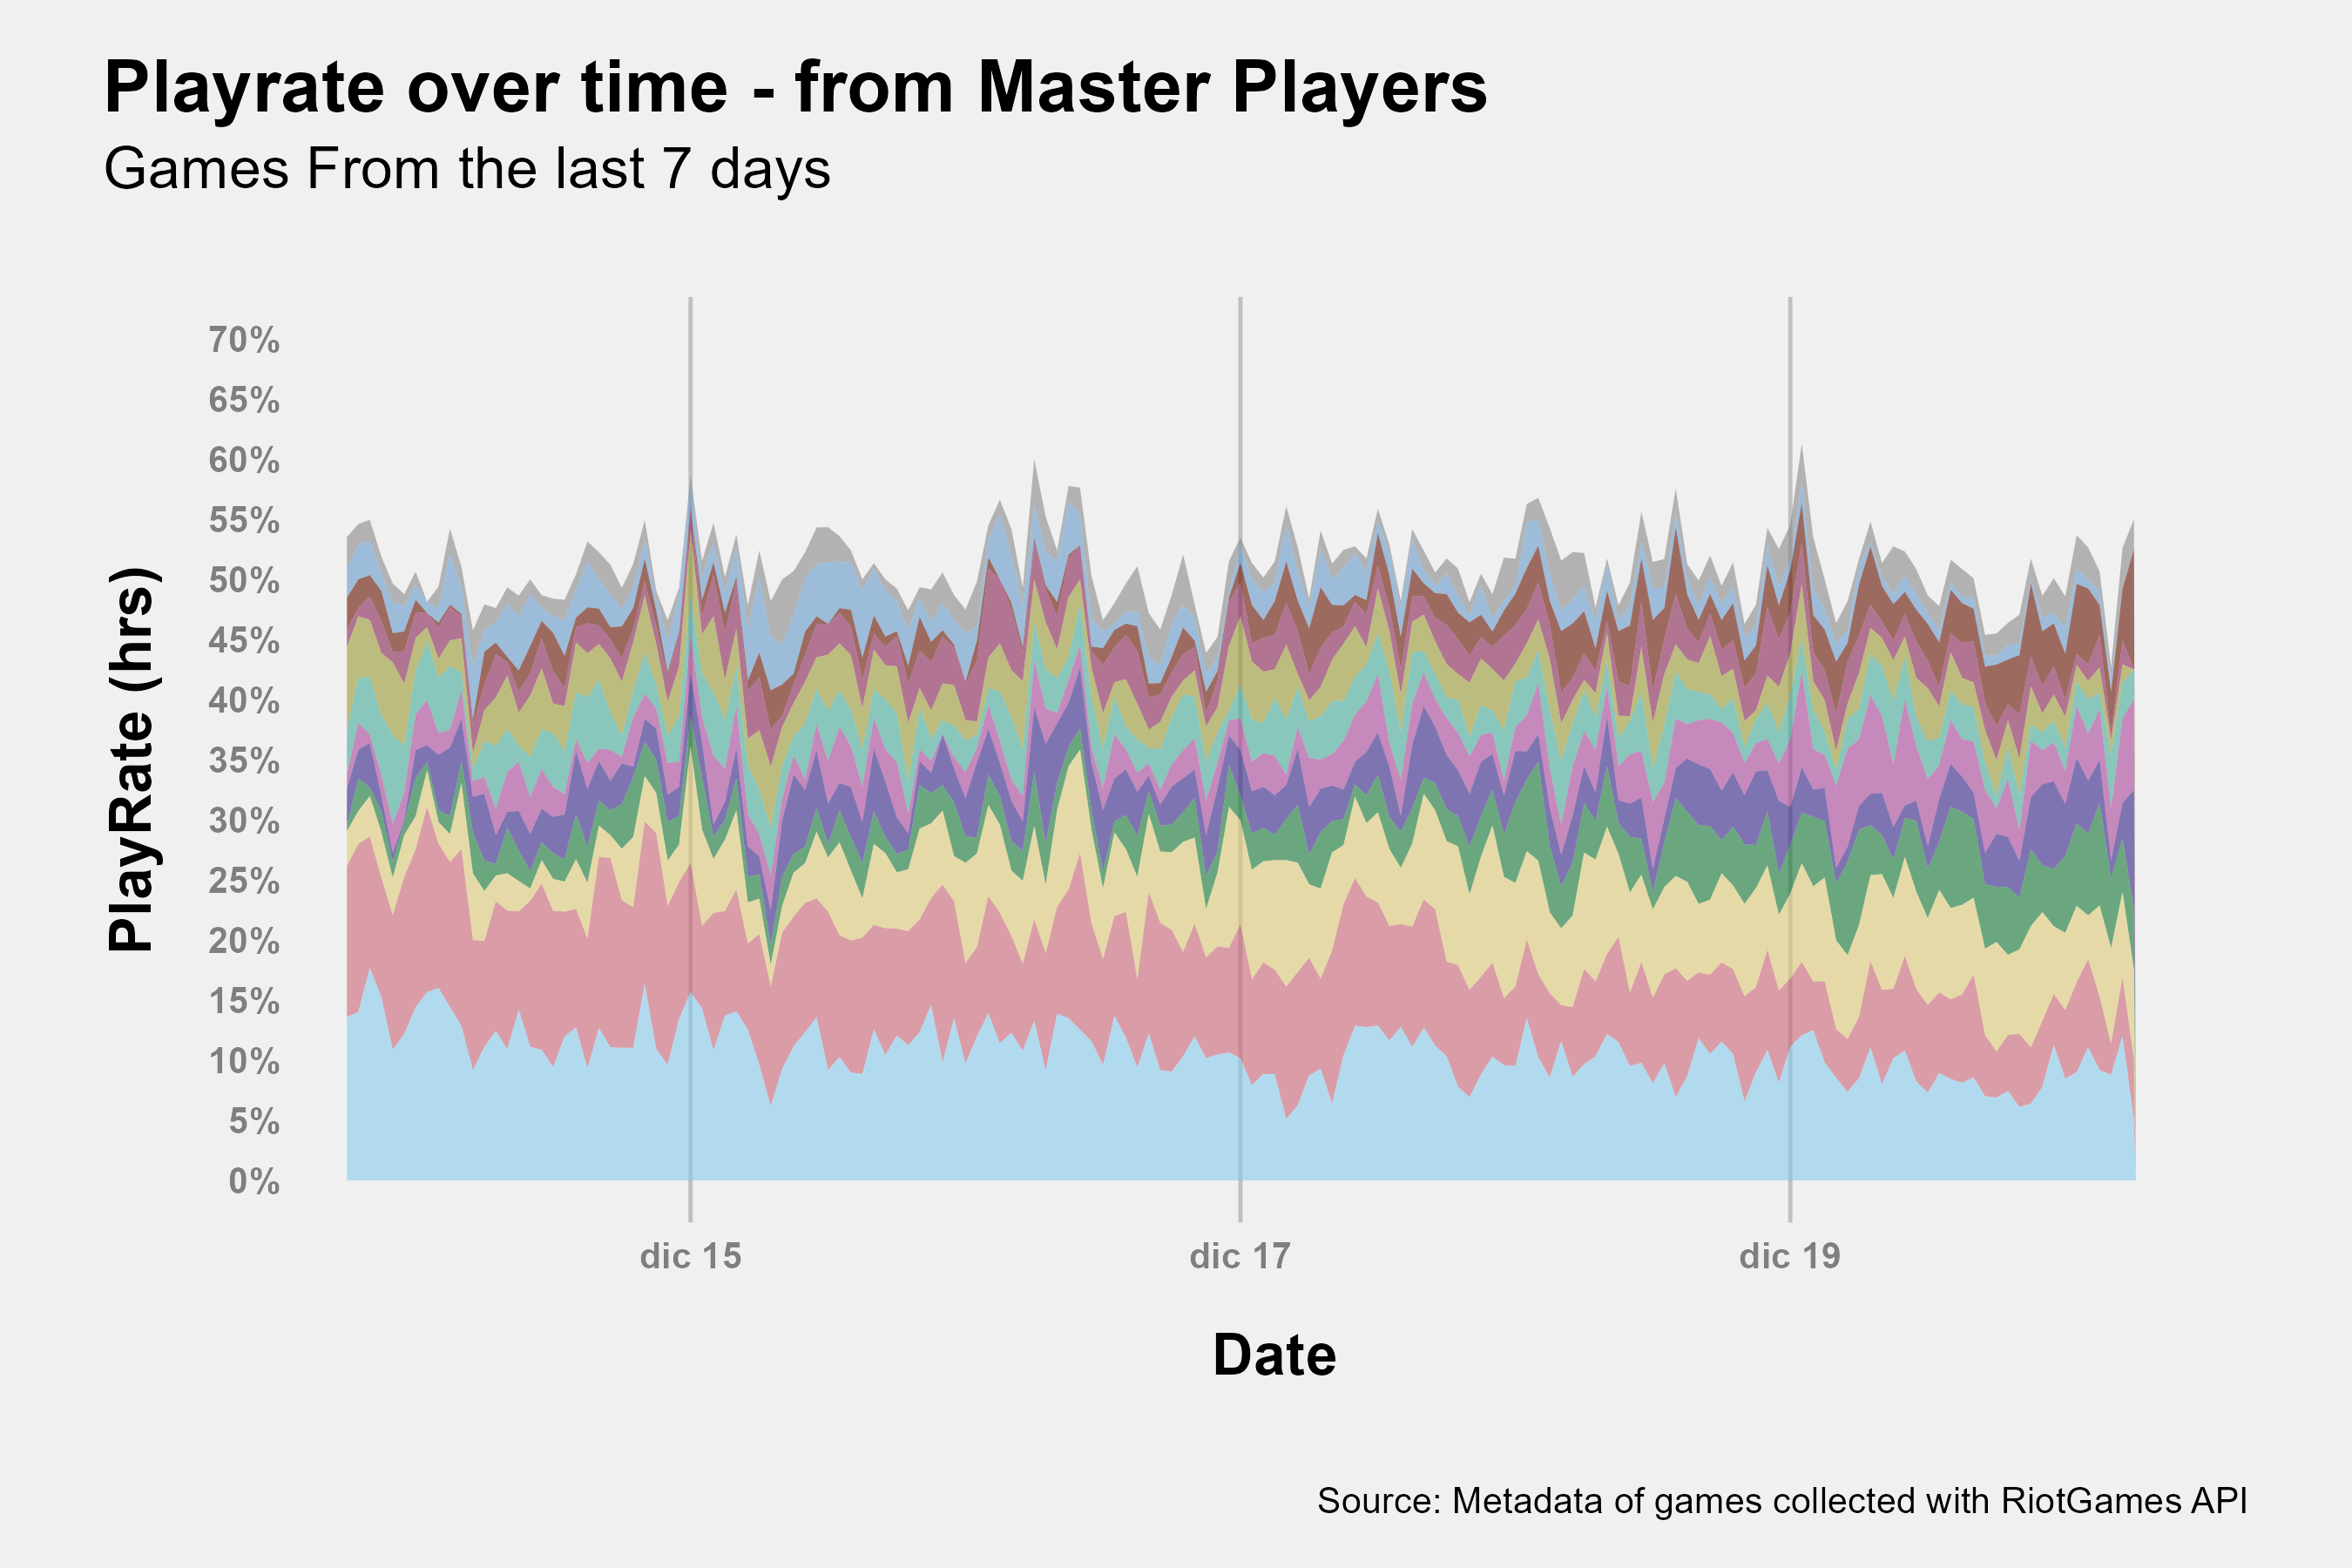 Playrate over time - from Master Players
Games From the last 7 days
PlayRate (hrs)
70%
65%
60%
55%
50%
45%
40%
35%
30%
25%
20%
15%
10%
5%
0%
dic 15
dic 17
dic 19
Date
Source: Metadata of games collected with RiotGames API